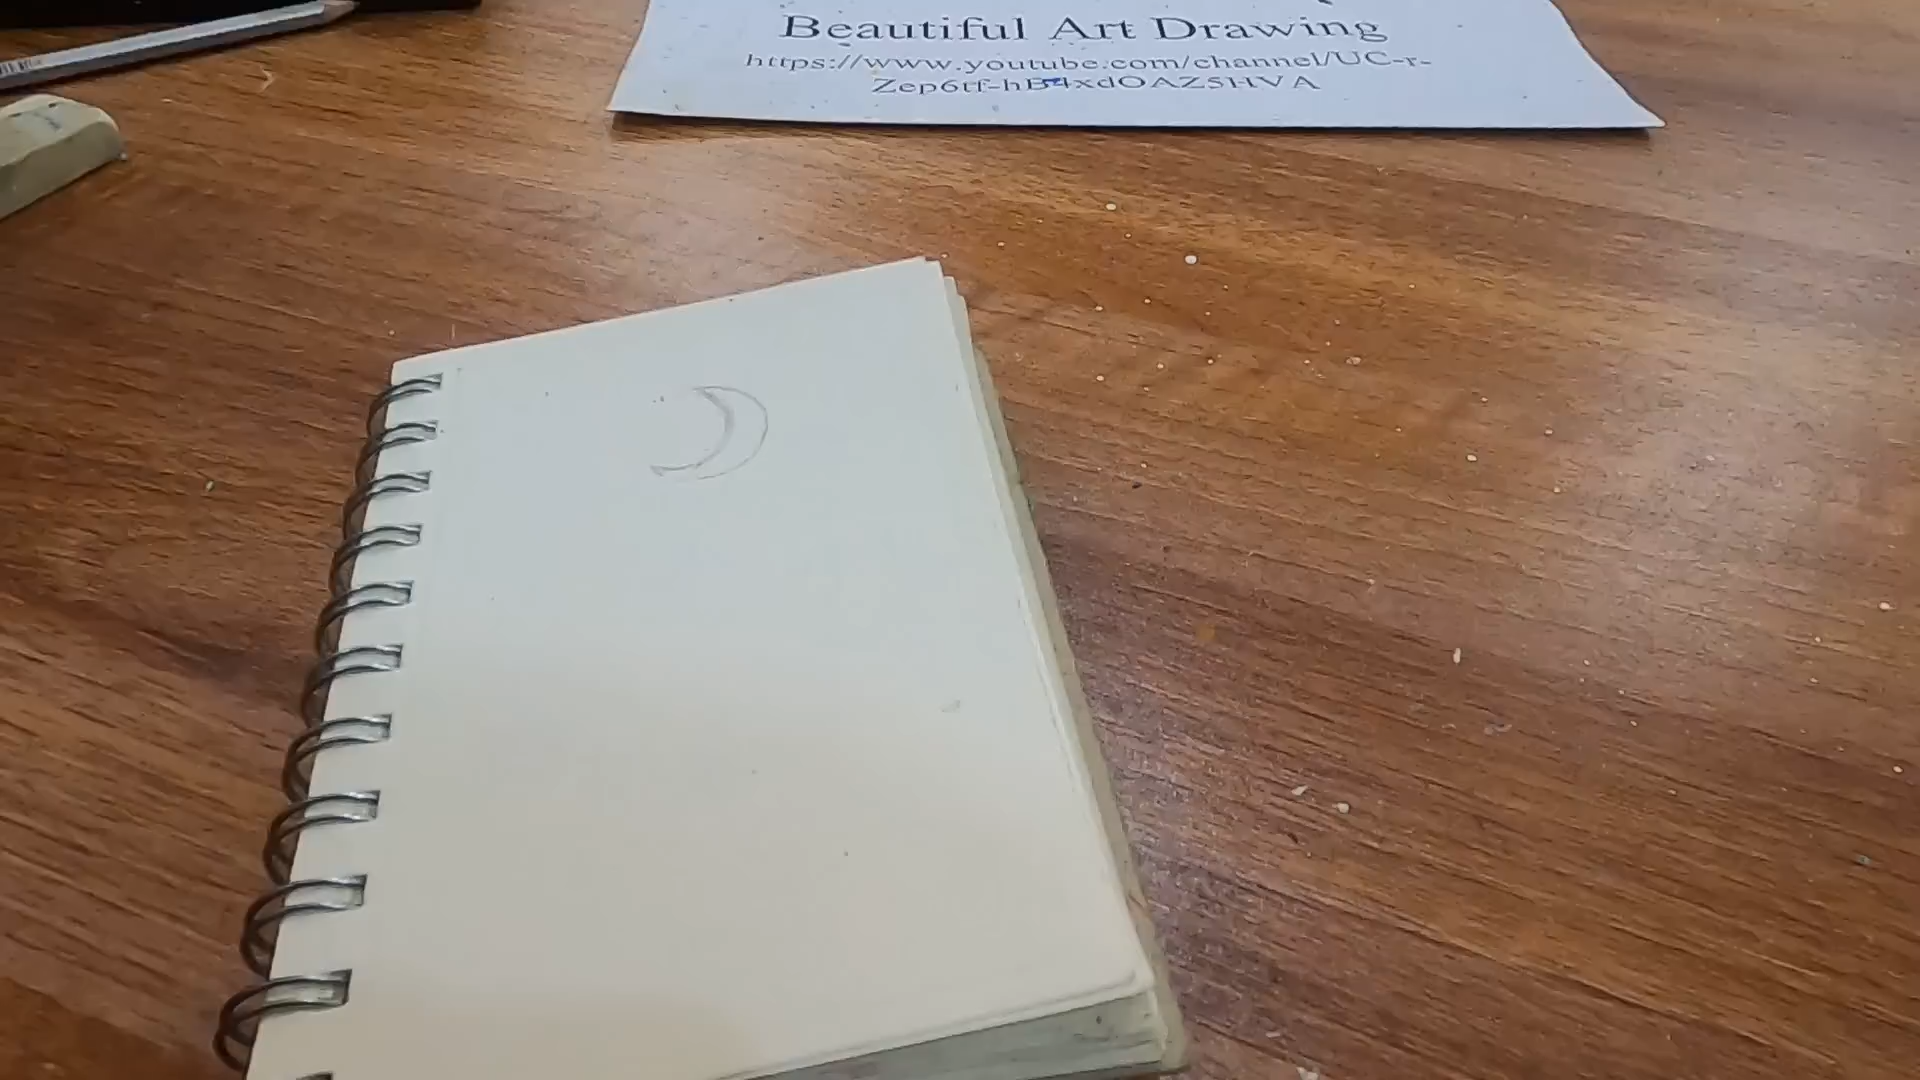 Beautiful Art Drawing
https://www.youtube.com/channel/UC-r-
Zep6tf-hB4xdOAZ5HVA